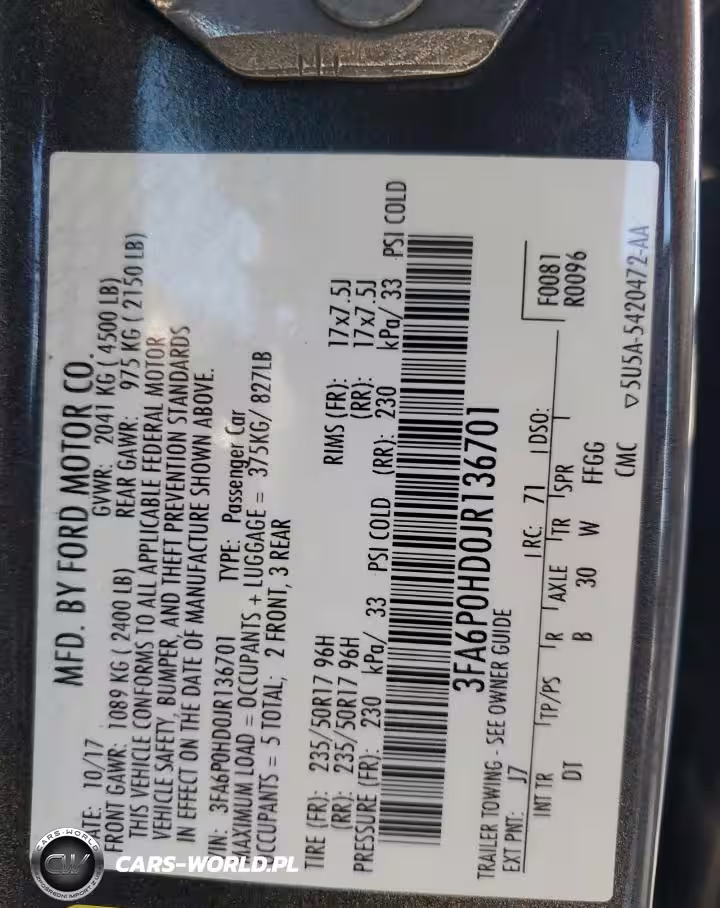 MFD. BY FORD MOTOR CO.
DATE: 10/17 GVWR: 2041 KG ( 4500 LB)
FRONT GAWR: 1089 KG ( 2400 LB) REAR GAWR: 975 KG ( 2150 LB)
THIS VEHICLE CONFORMS TO ALL APPLICABLE FEDERAL MOTOR
VEHICLE SAFETY, BUMPER, AND THEFT PREVENTION STANDARDS
IN EFFECT ON THE DATE OF MANUFACTURE SHOWN ABOVE.
VIN: 3FA6P0HD0JR136701 TYPE: Passenger Car
MAXIMUM LOAD = OCCUPANTS + LUGGAGE = 375KG/ 827LB
OCCUPANTS = 5 TOTAL; 2 FRONT, 3 REAR
TIRE (FR): 235/50R17 96H RIMS (FR): 17x7.5J
(RR): 235/50R17 96H (RR): 17x7.5J
PRESSURE (FR): 230 kPa/ 33 PSI COLD (RR): 230 kPa/ 33 PSI COLD
3FA6P0HD0JR136701
TRAILER TOWING - SEE OWNER GUIDE
EXT PNT: J7 RC: 71 DSO:
F0081
R0096
INT TR TP/PS R AXLE TR SPR
DT B 30 W FFGG
CMC ▽5U5A-5420472-AA
CARS-WORLD
CW
CARS-WORLD.PL